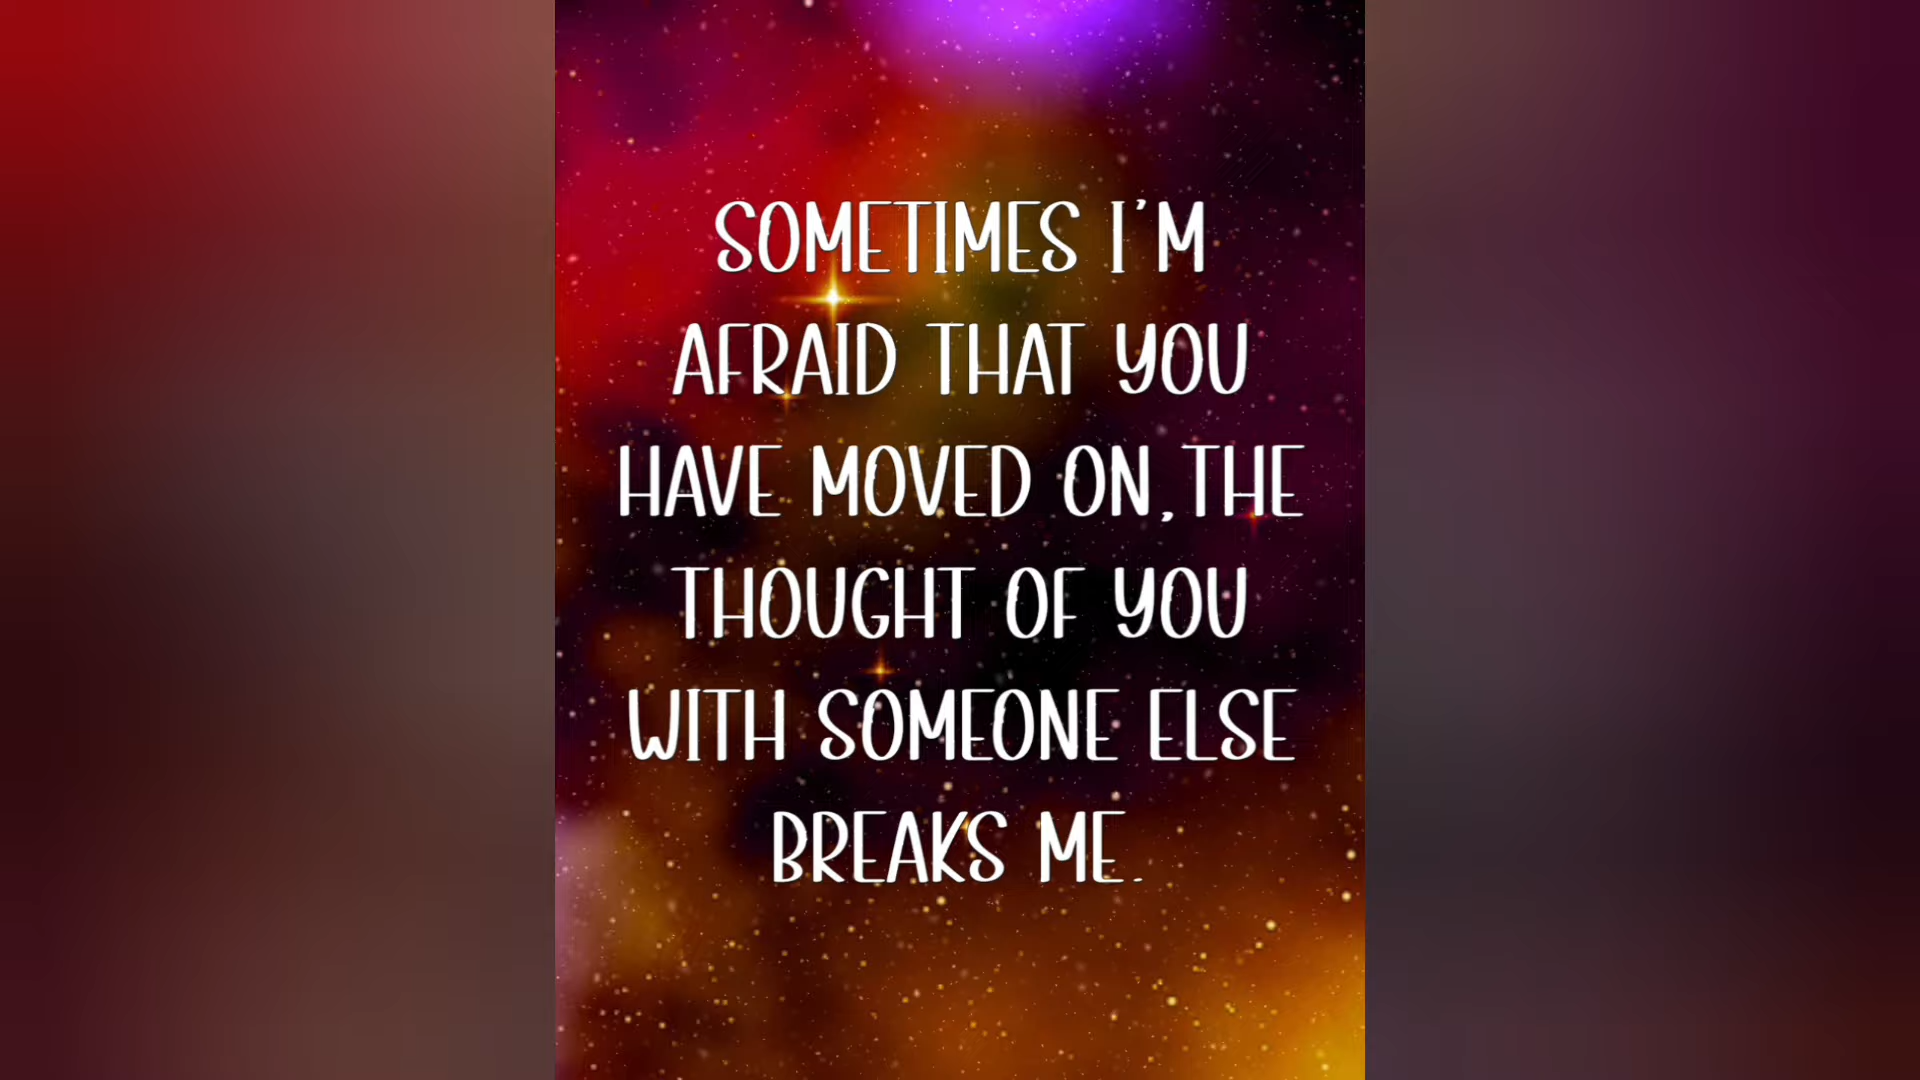 SOMETIMES I'M
AFRAID THAT YOU
HAVE MOVED ON,THE
THOUGHT OF YOU
WITH SOMEONE ELSE
BREAKS ME.